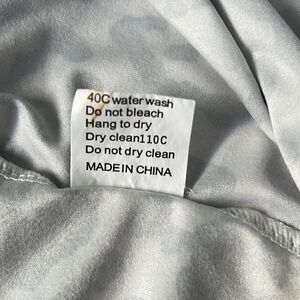 40C water wash
Do not bleach
Hang to dry
Dry clean110C
Do not dry clean
MADE IN CHINA